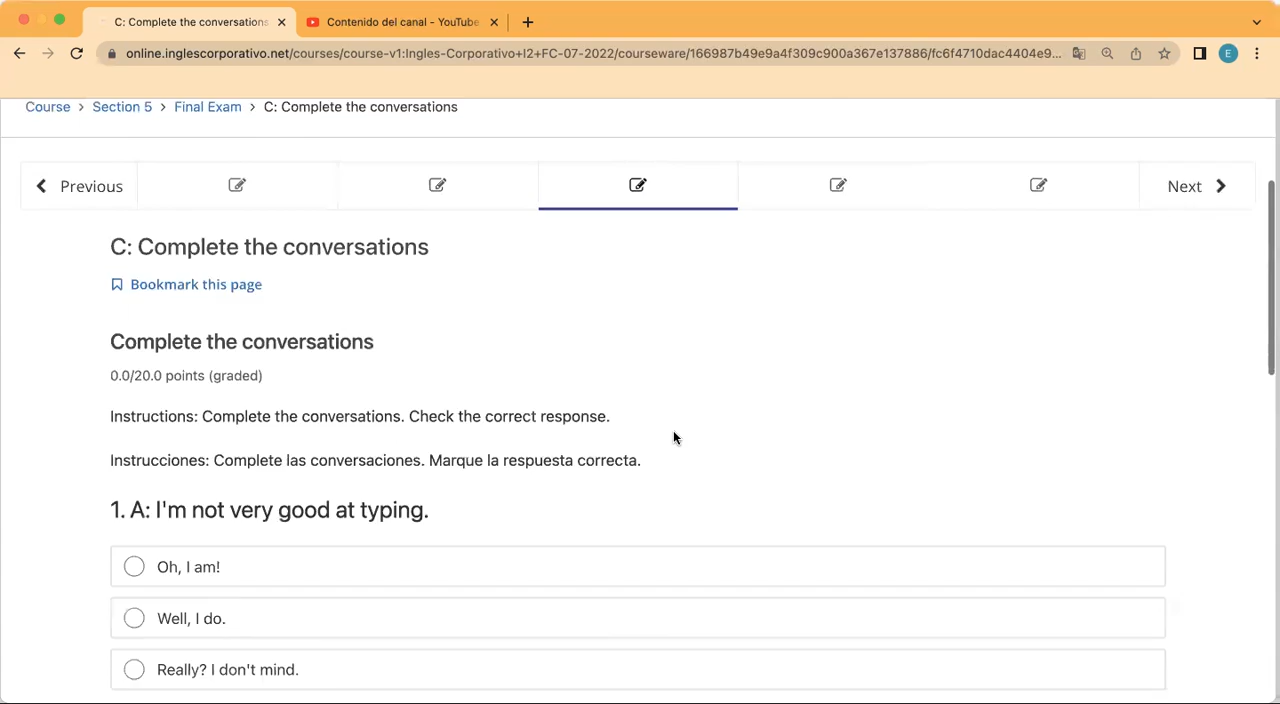 C: Complete the conversations
Contenido del canal - YouTube
online.inglescorporativo.net/courses/course-v1:Ingles-Corporativo+I2+FC-07-2022/courseware/166987b49e9a4f309c900a367e137886/fc6f4710dac4404e9...
E
Course > Section 5 > Final Exam > C: Complete the conversations
Previous
Next
C: Complete the conversations
Bookmark this page
Complete the conversations
0.0/20.0 points (graded)
Instructions: Complete the conversations. Check the correct response.
Instrucciones: Complete las conversaciones. Marque la respuesta correcta.
1. A: I'm not very good at typing.
Oh, I am!
Well, I do.
Really? I don't mind.